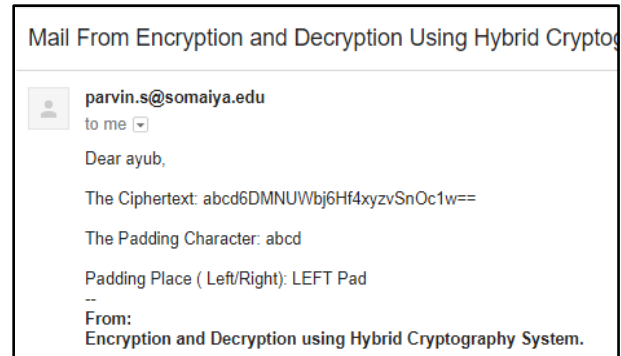 Mail From Encryption and Decryption Using Hybrid
parvin.s@somaiya.edu
to me
Dear ayub,
The Ciphertext: abcd6DMNUWbj6Hf4xyzvSnOc1w==
The Padding Character: abcd
Padding Place ( Left/Right): LEFT Pad
--
From:
Encryption and Decryption using Hybrid Cryptography System.